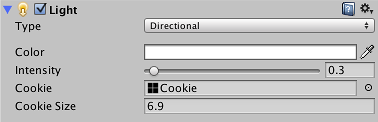 Light
Type Directional
Color
Intensity 0.3
Cookie Cookie
Cookie Size 6.9